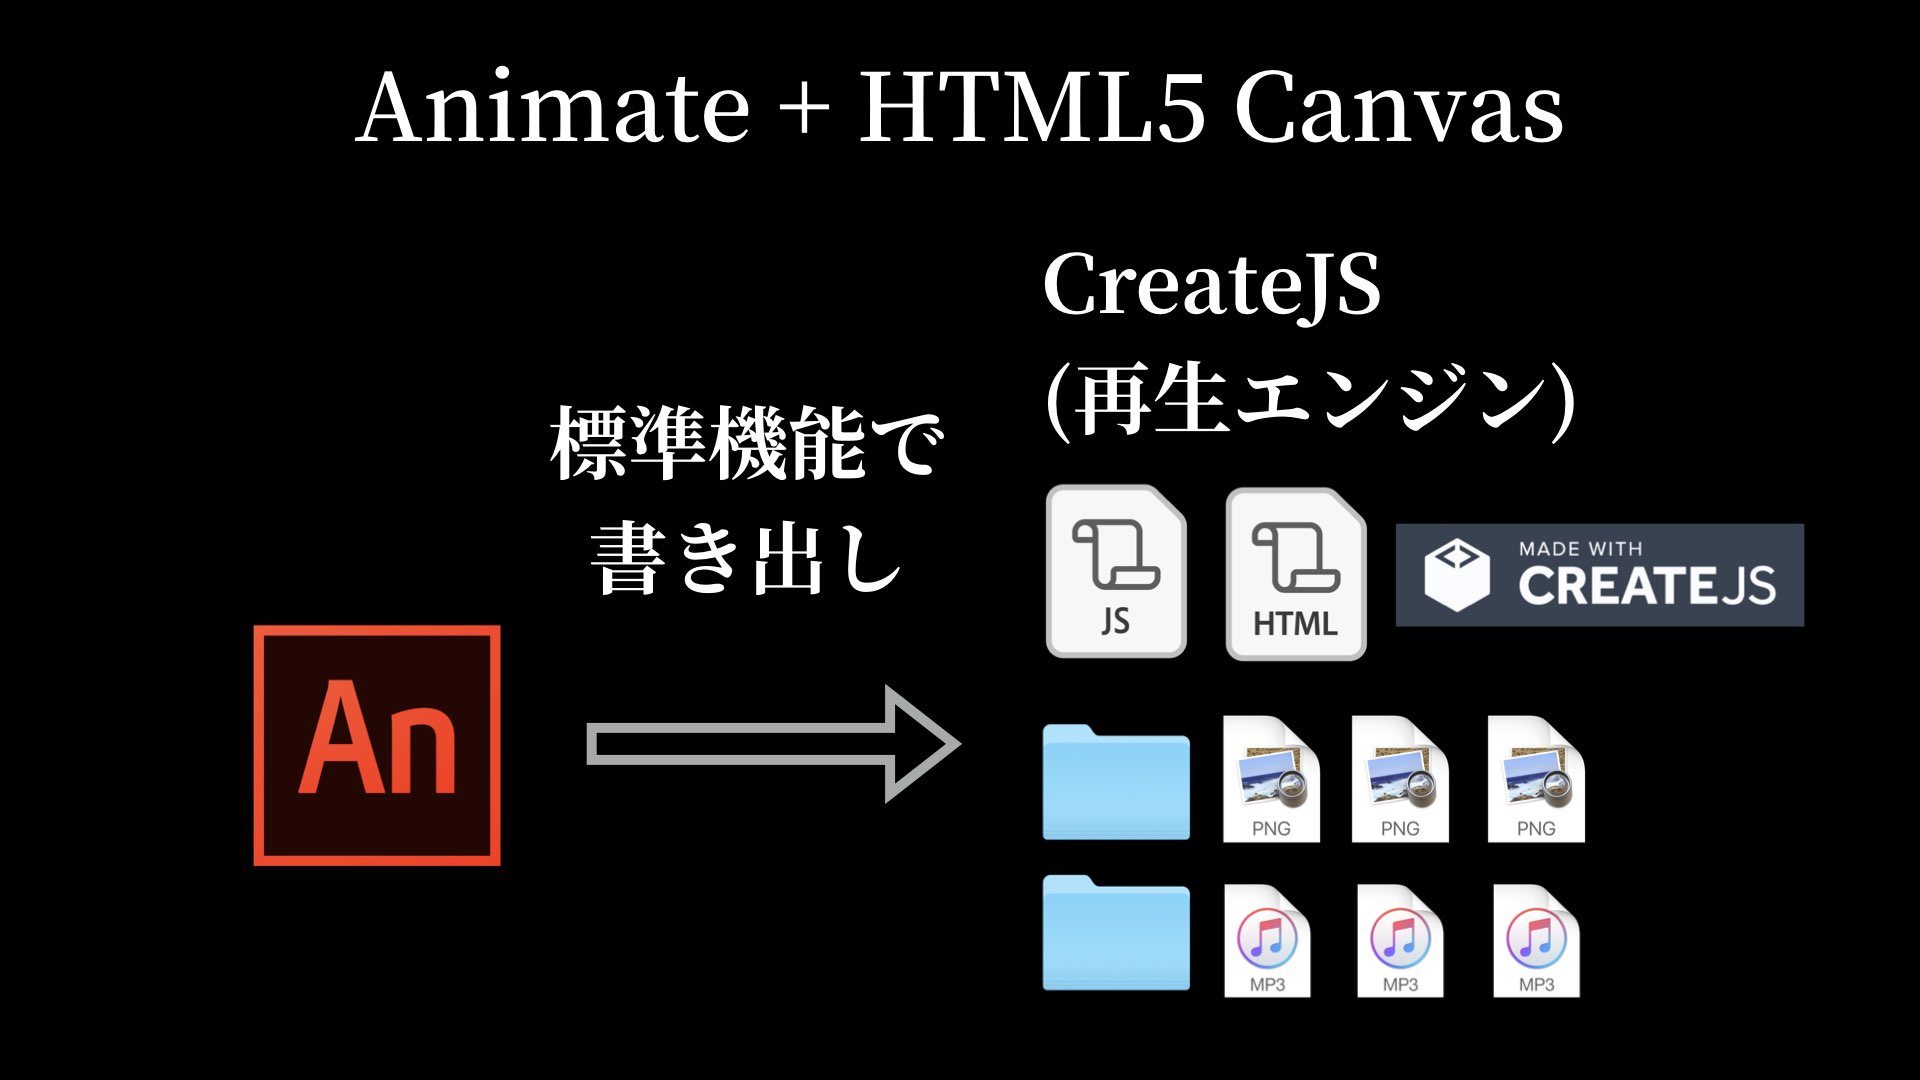 Animate + HTML5 Canvas
CreateJS
(再生エンジン)
標準機能で
書き出し
An
JS
HTML
MADE WITH
CREATEJS
PNG
PNG
PNG
MP3
MP3
MP3